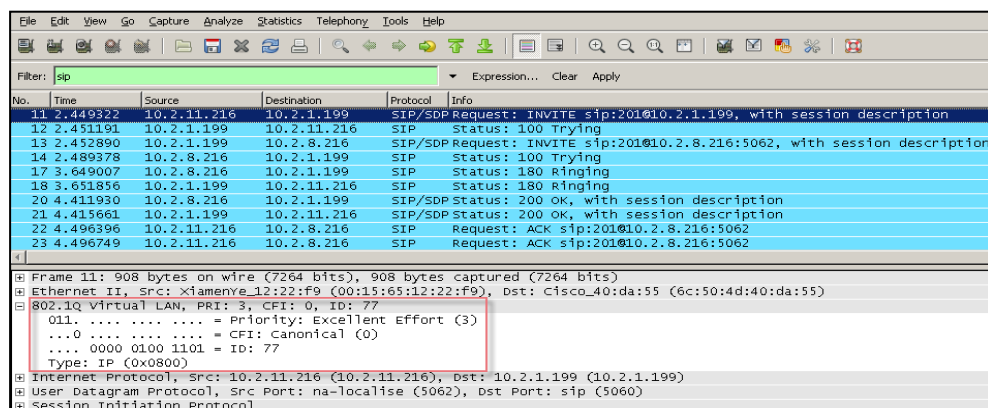 File Edit View Go Capture Analyze Statistics Telephony Tools Help
Filter: sip Expression... Clear Apply
No. Time Source Destination Protocol Info
11 2.449322 10.2.11.216 10.2.1.199 SIP/SDP Request: INVITE sip:201@10.2.1.199, with session description
12 2.451191 10.2.1.199 10.2.11.216 SIP Status: 100 Trying
13 2.452890 10.2.1.199 10.2.8.216 SIP/SDP Request: INVITE sip:201@10.2.8.216:5062, with session description
14 2.489378 10.2.8.216 10.2.1.199 SIP Status: 100 Trying
17 3.649007 10.2.8.216 10.2.1.199 SIP Status: 180 Ringing
18 3.651856 10.2.1.199 10.2.11.216 SIP Status: 180 Ringing
20 4.411930 10.2.8.216 10.2.1.199 SIP/SDP Status: 200 OK, with session description
21 4.415661 10.2.1.199 10.2.11.216 SIP/SDP Status: 200 OK, with session description
22 4.496396 10.2.11.216 10.2.8.216 SIP Request: ACK sip:201@10.2.8.216:5062
23 4.496749 10.2.11.216 10.2.8.216 SIP Request: ACK sip:201@10.2.8.216:5062
Frame 11: 908 bytes on wire (7264 bits), 908 bytes captured (7264 bits)
Ethernet II, Src: XiamenYe_12:22:f9 (00:15:65:12:22:f9), Dst: Cisco_40:da:55 (6c:50:4d:40:da:55)
802.1Q Virtual LAN, PRI: 3, CFI: 0, ID: 77
011. .... .... .... = Priority: Excellent Effort (3)
...0 .... .... .... = CFI: Canonical (0)
.... 0000 0100 1101 = ID: 77
Type: IP (0x0800)
Internet Protocol, Src: 10.2.11.216 (10.2.11.216), Dst: 10.2.1.199 (10.2.1.199)
User Datagram Protocol, Src Port: na-localise (5062), Dst Port: sip (5060)
Session Initiation Protocol